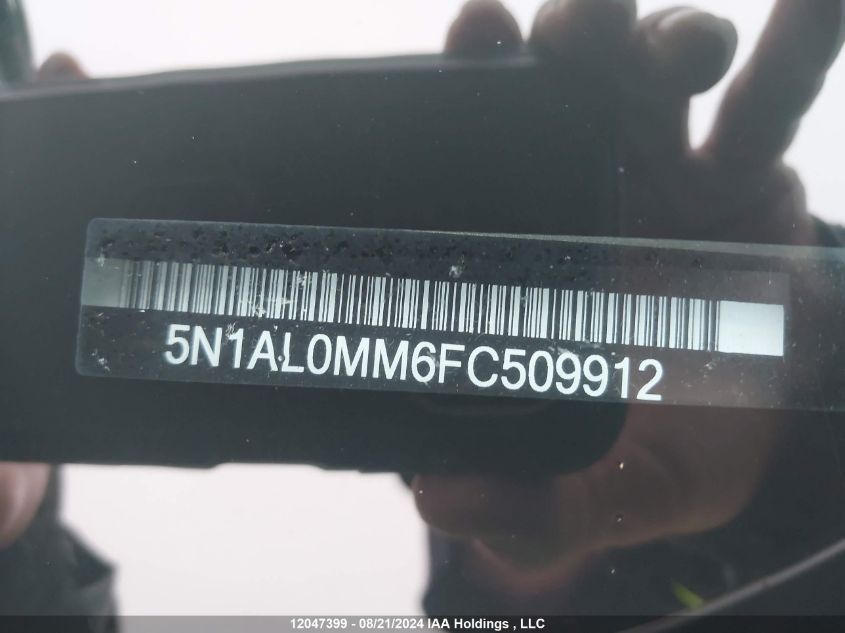 5N1AL0MM6FC509912
12047399 - 08/21/2024 IAA Holdings , LLC